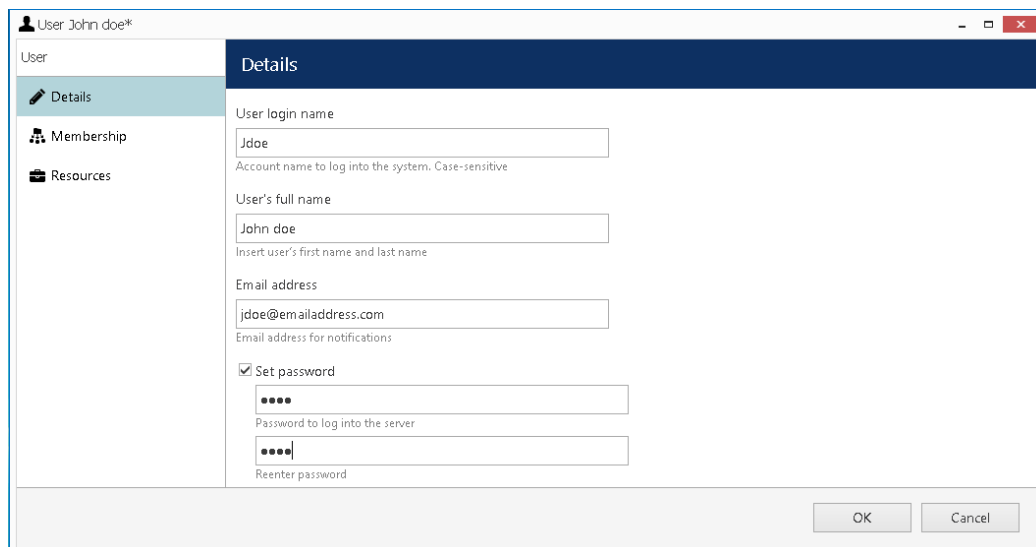 User John doe*
User
Details
Membership
Resources
Details
User login name
Jdoe
Account name to log into the system. Case-sensitive
User's full name
John doe
Insert user's first name and last name
Email address
jdoe@emailaddress.com
Email address for notifications
Set password
••••
Password to log into the server
••••
Reenter password
OK
Cancel